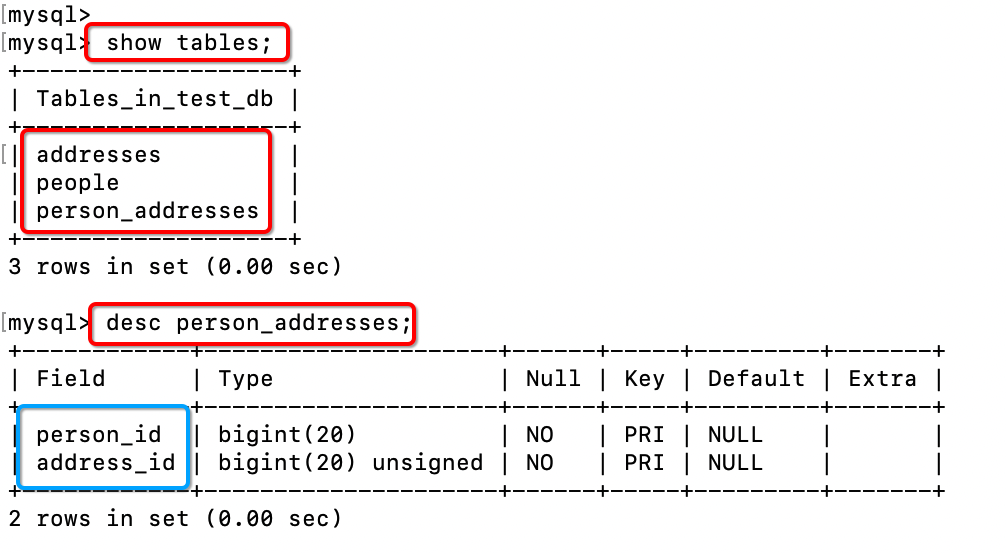 [mysql>
[mysql> show tables;
+--------------------+
| Tables_in_test_db |
+--------------------+
[| addresses |
| people |
| person_addresses |
+--------------------+
3 rows in set (0.00 sec)
[mysql> desc person_addresses;
+------------+---------------------+------+-----+---------+-------+
| Field | Type | Null | Key | Default | Extra |
+------------+---------------------+------+-----+---------+-------+
| person_id | bigint(20) | NO | PRI | NULL | |
| address_id | bigint(20) unsigned | NO | PRI | NULL | |
+------------+---------------------+------+-----+---------+-------+
2 rows in set (0.00 sec)